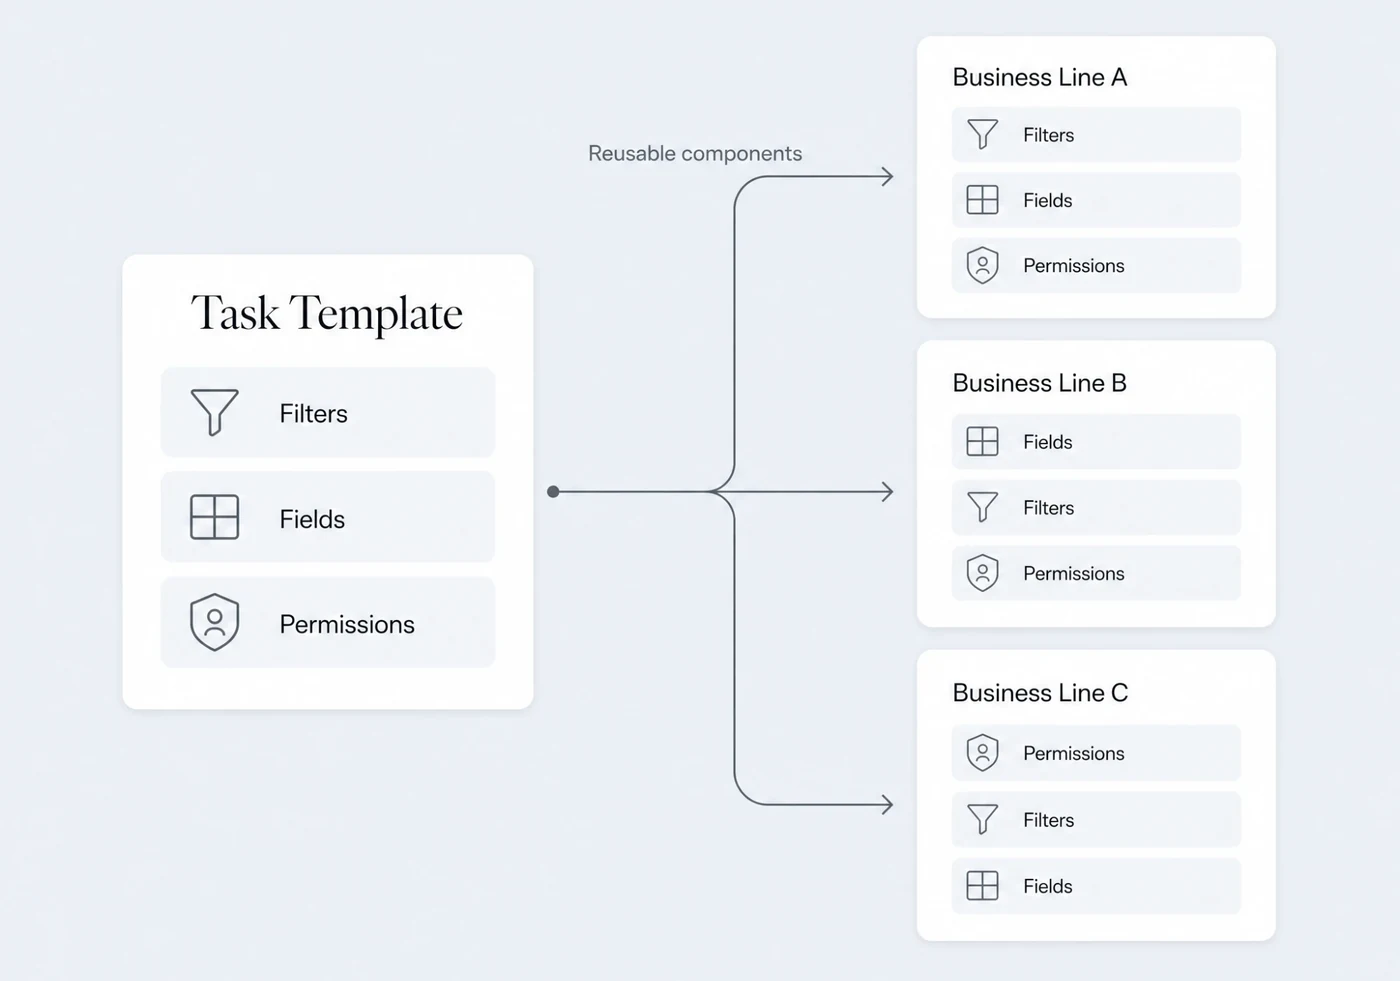 Task Template
Filters
Fields
Permissions
Reusable components
Business Line A
Filters
Fields
Permissions
Business Line B
Fields
Filters
Permissions
Business Line C
Permissions
Filters
Fields